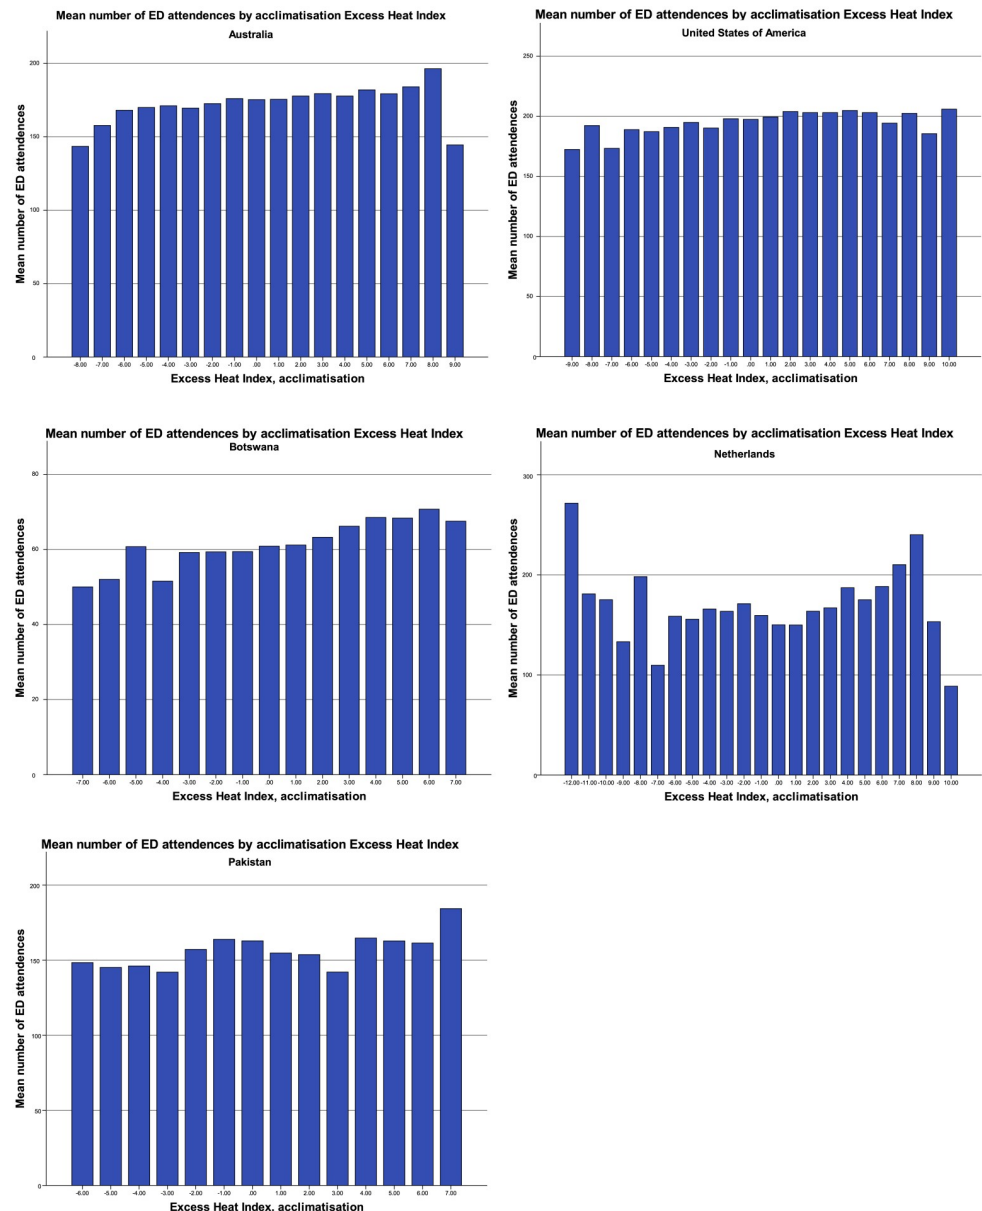 Mean number of ED attendences by acclimatisation Excess Heat Index
Australia
Mean number of ED attendences
200
150
100
50
0
-8.00 -7.00 -6.00 -5.00 -4.00 -3.00 -2.00 -1.00 .00 1.00 2.00 3.00 4.00 5.00 6.00 7.00 8.00 9.00
Excess Heat Index, acclimatisation
Mean number of ED attendences by acclimatisation Excess Heat Index
United States of America
Mean number of ED attendences
250
200
150
100
50
0
-9.00 -8.00 -7.00 -6.00 -5.00 -4.00 -3.00 -2.00 -1.00 .00 1.00 2.00 3.00 4.00 5.00 6.00 7.00 8.00 9.00 10.00
Excess Heat Index, acclimatisation
Mean number of ED attendences by acclimatisation Excess Heat Index
Botswana
Mean number of ED attendences
80
60
40
20
0
-7.00 -6.00 -5.00 -4.00 -3.00 -2.00 -1.00 .00 1.00 2.00 3.00 4.00 5.00 6.00 7.00
Excess Heat Index, acclimatisation
Mean number of ED attendences by acclimatisation Excess Heat Index
Netherlands
Mean number of ED attendences
300
200
100
0
-12.00 -11.00 -10.00 -9.00 -8.00 -7.00 -6.00 -5.00 -4.00 -3.00 -2.00 -1.00 .00 1.00 2.00 3.00 4.00 5.00 6.00 7.00 8.00 9.00 10.00
Excess Heat Index, acclimatisation
Mean number of ED attendences by acclimatisation Excess Heat Index
Pakistan
Mean number of ED attendences
200
150
100
50
0
-6.00 -5.00 -4.00 -3.00 -2.00 -1.00 .00 1.00 2.00 3.00 4.00 5.00 6.00 7.00
Excess Heat Index, acclimatisation